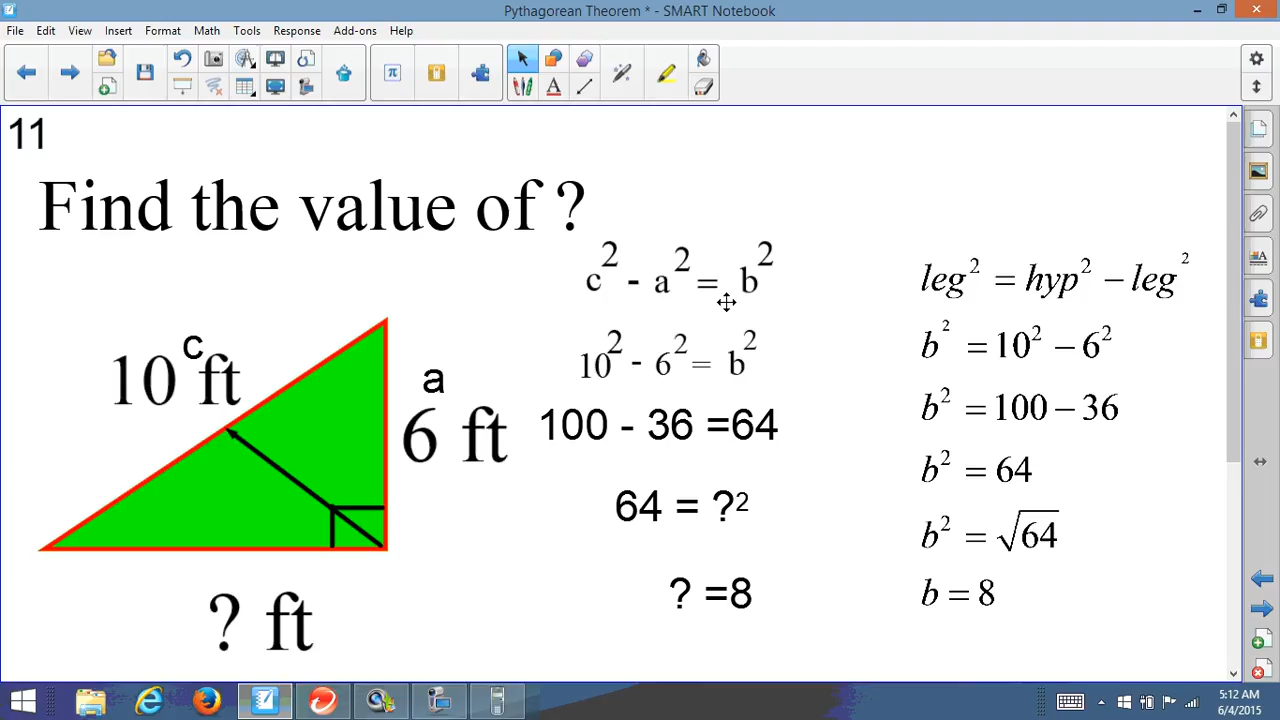 Pythagorean Theorem * - SMART Notebook
File Edit View Insert Format Math Tools Response Add-ons Help
11
Find the value of ?
c² - a² = b²
10² - 6² = b²
100 - 36 =64
64 = ?²
? =8
leg² = hyp² − leg²
b² = 10² − 6²
b² = 100 − 36
b² = 64
b² = √64
b = 8
c
10 ft
a
6 ft
? ft
5:12 AM
6/4/2015